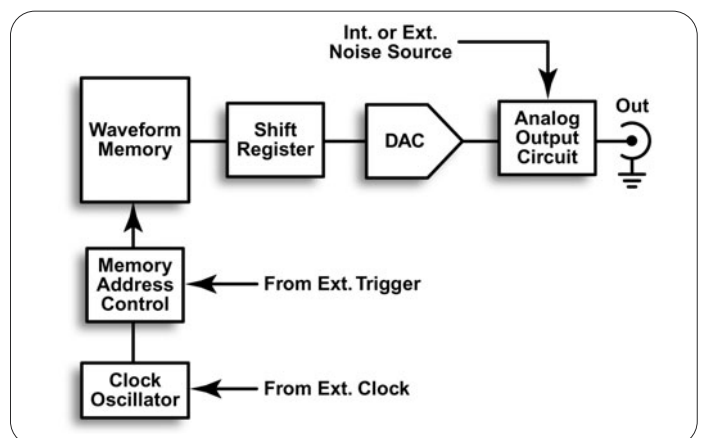 Int. or Ext.
Noise Source
Waveform
Memory
Shift
Register
DAC
Analog
Output
Circuit
Out
Memory
Address
Control
From Ext. Trigger
Clock
Oscillator
From Ext. Clock